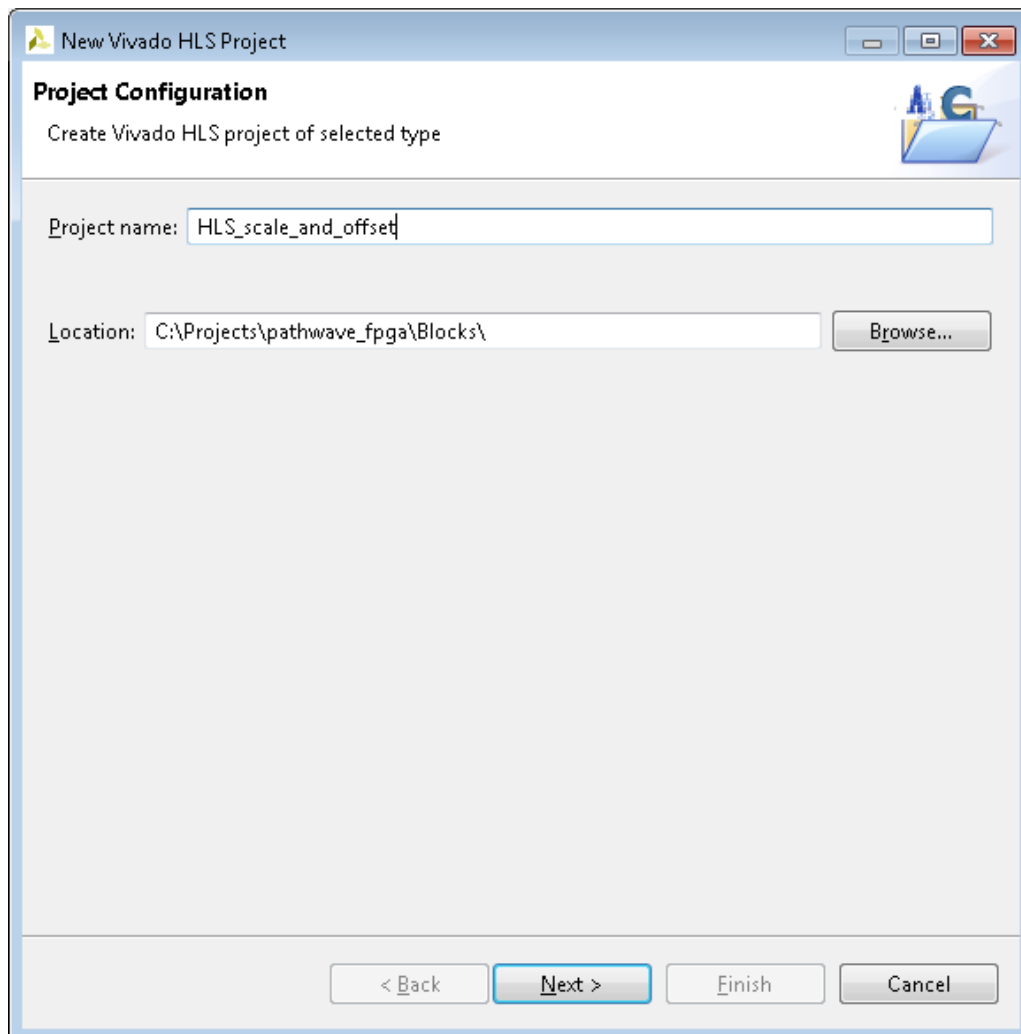 New Vivado HLS Project
Project Configuration
Create Vivado HLS project of selected type
Project name: HLS_scale_and_offset
Location: C:\Projects\pathwave_fpga\Blocks\ Browse...
< Back Next > Finish Cancel